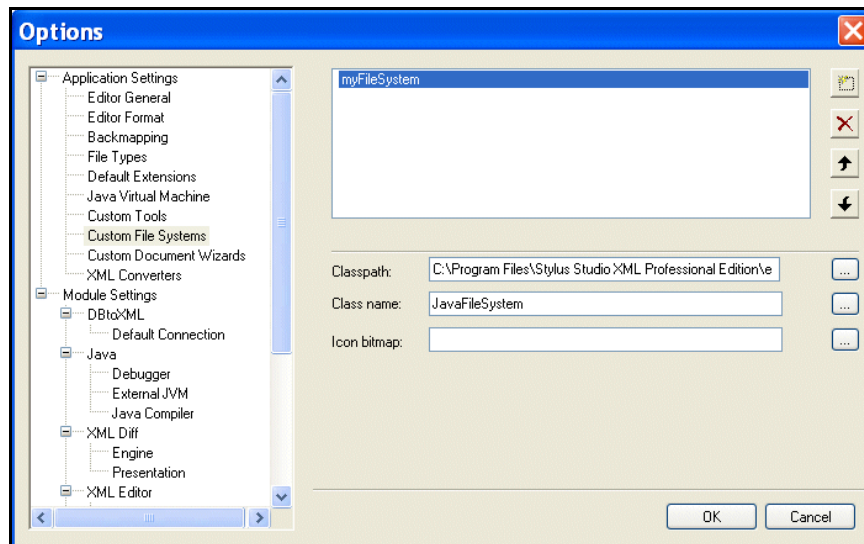 Options
Application Settings
Editor General
Editor Format
Backmapping
File Types
Default Extensions
Java Virtual Machine
Custom Tools
Custom File Systems
Custom Document Wizards
XML Converters
Module Settings
DBtoXML
Default Connection
Java
Debugger
External JVM
Java Compiler
XML Diff
Engine
Presentation
XML Editor
myFileSystem
Classpath: C:\Program Files\Stylus Studio XML Professional Edition\e ...
Class name: JavaFileSystem ...
Icon bitmap: ...
OK Cancel